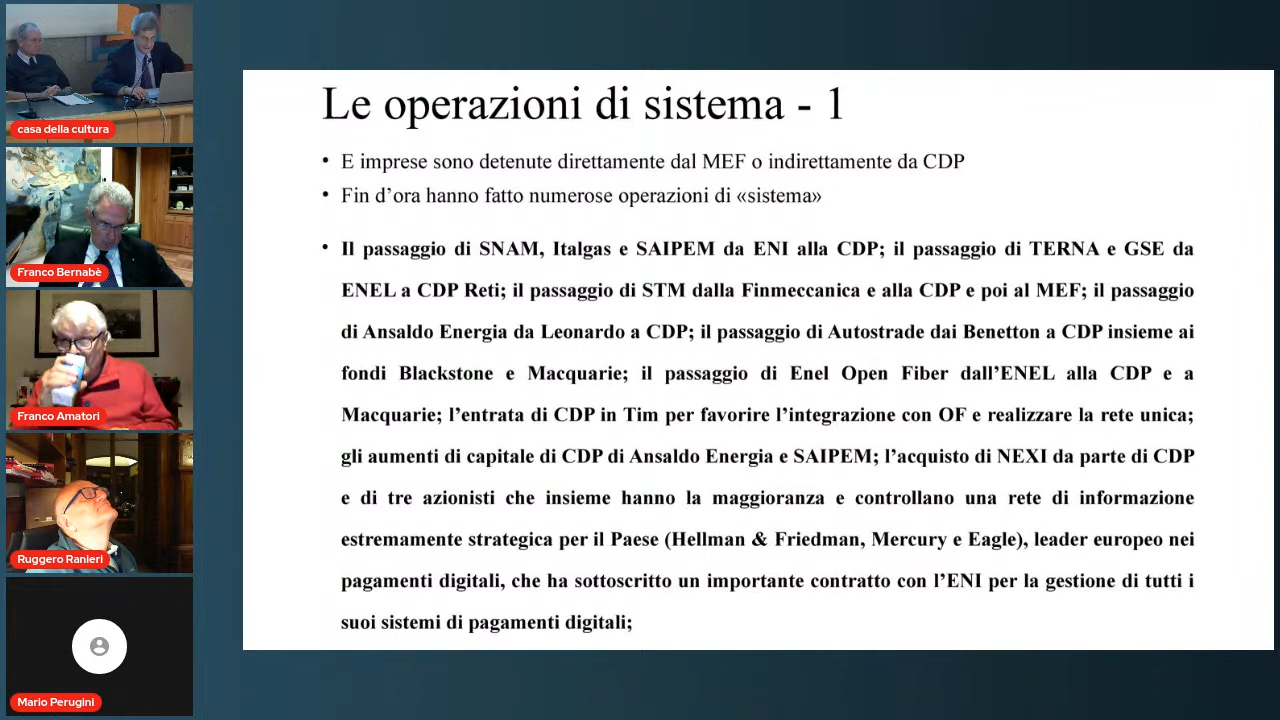 casa della cultura
Franco Bernabè
Franco Amatori
Ruggero Ranieri
Mario Perugini
Le operazioni di sistema - 1
• E imprese sono detenute direttamente dal MEF o indirettamente da CDP
• Fin d’ora hanno fatto numerose operazioni di «sistema»
• Il passaggio di SNAM, Italgas e SAIPEM da ENI alla CDP; il passaggio di TERNA e GSE da
ENEL a CDP Reti; il passaggio di STM dalla Finmeccanica e alla CDP e poi al MEF; il passaggio
di Ansaldo Energia da Leonardo a CDP; il passaggio di Autostrade dai Benetton a CDP insieme ai
fondi Blackstone e Macquarie; il passaggio di Enel Open Fiber dall’ENEL alla CDP e a
Macquarie; l’entrata di CDP in Tim per favorire l’integrazione con OF e realizzare la rete unica;
gli aumenti di capitale di CDP di Ansaldo Energia e SAIPEM; l’acquisto di NEXI da parte di CDP
e di tre azionisti che insieme hanno la maggioranza e controllano una rete di informazione
estremamente strategica per il Paese (Hellman & Friedman, Mercury e Eagle), leader europeo nei
pagamenti digitali, che ha sottoscritto un importante contratto con l’ENI per la gestione di tutti i
suoi sistemi di pagamenti digitali;